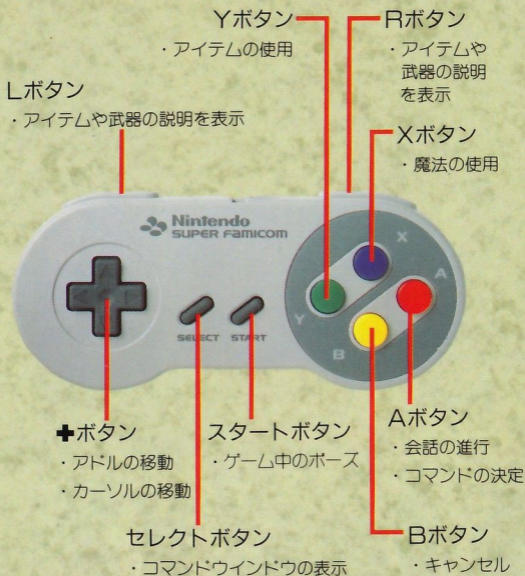 Yボタン
・アイテムの使用
Rボタン
・アイテムや
武器の説明
を表示
Lボタン
・アイテムや武器の説明を表示
Xボタン
・魔法の使用
Nintendo
SUPER FAMICOM
X
A
Y
B
SELECT START
✚ボタン
・アドルの移動
・カーソルの移動
スタートボタン
・ゲーム中のポーズ
Aボタン
・会話の進行
・コマンドの決定
セレクトボタン
・コマンドウインドウの表示
Bボタン
・キャンセル